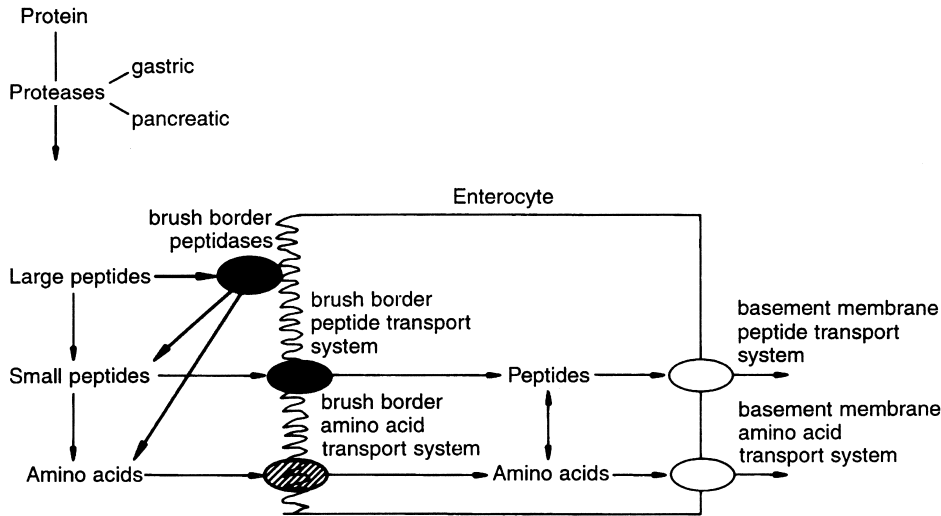 Protein
gastric
Proteases
pancreatic
Enterocyte
brush border
peptidases
Large peptides
brush border
peptide transport
system
basement membrane
peptide transport
system
Small peptides
Peptides
brush border
amino acid
transport system
basement membrane
amino acid
transport system
Amino acids
Amino acids